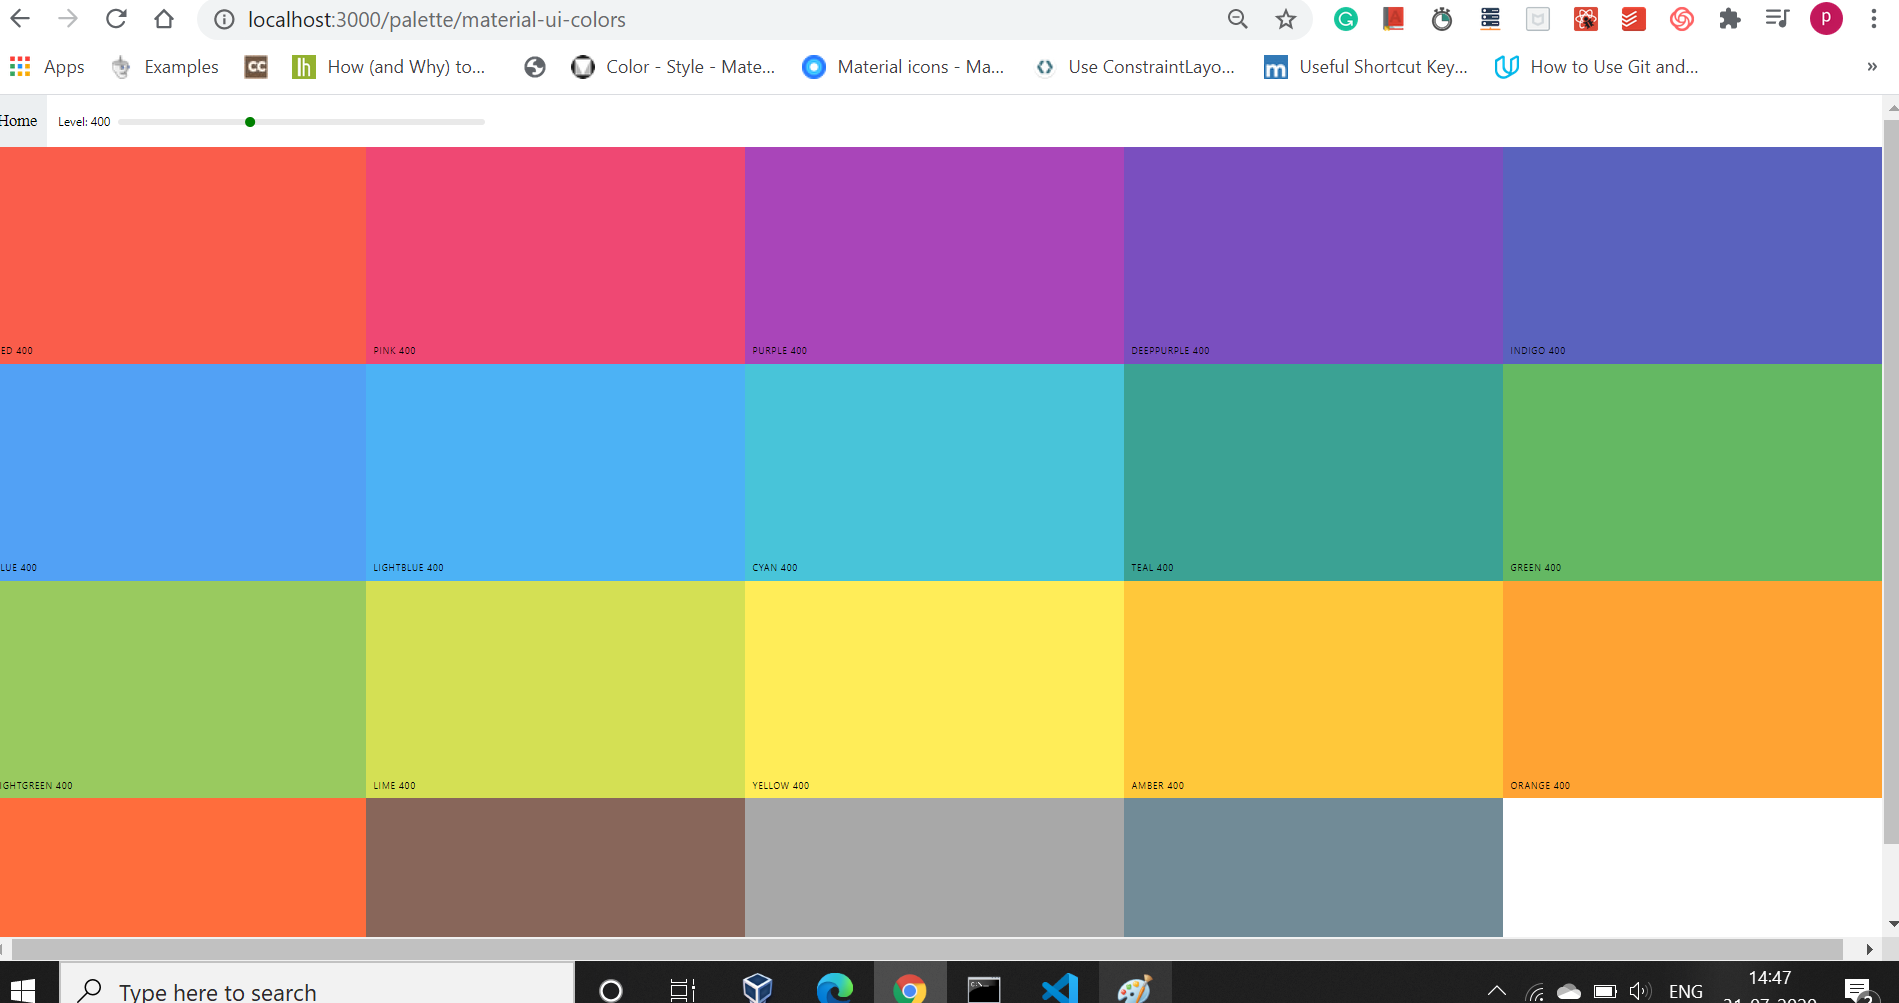 localhost:3000/palette/material-ui-colors
Apps Examples CC lh How (and Why) to... Color - Style - Mate... Material icons - Ma... Use ConstraintLayo... m Useful Shortcut Key... How to Use Git and... »
Home Level: 400
ED 400 PINK 400 PURPLE 400 DEEPPURPLE 400 INDIGO 400
LUE 400 LIGHTBLUE 400 CYAN 400 TEAL 400 GREEN 400
IGHTGREEN 400 LIME 400 YELLOW 400 AMBER 400 ORANGE 400
Type here to search ENG 14:47